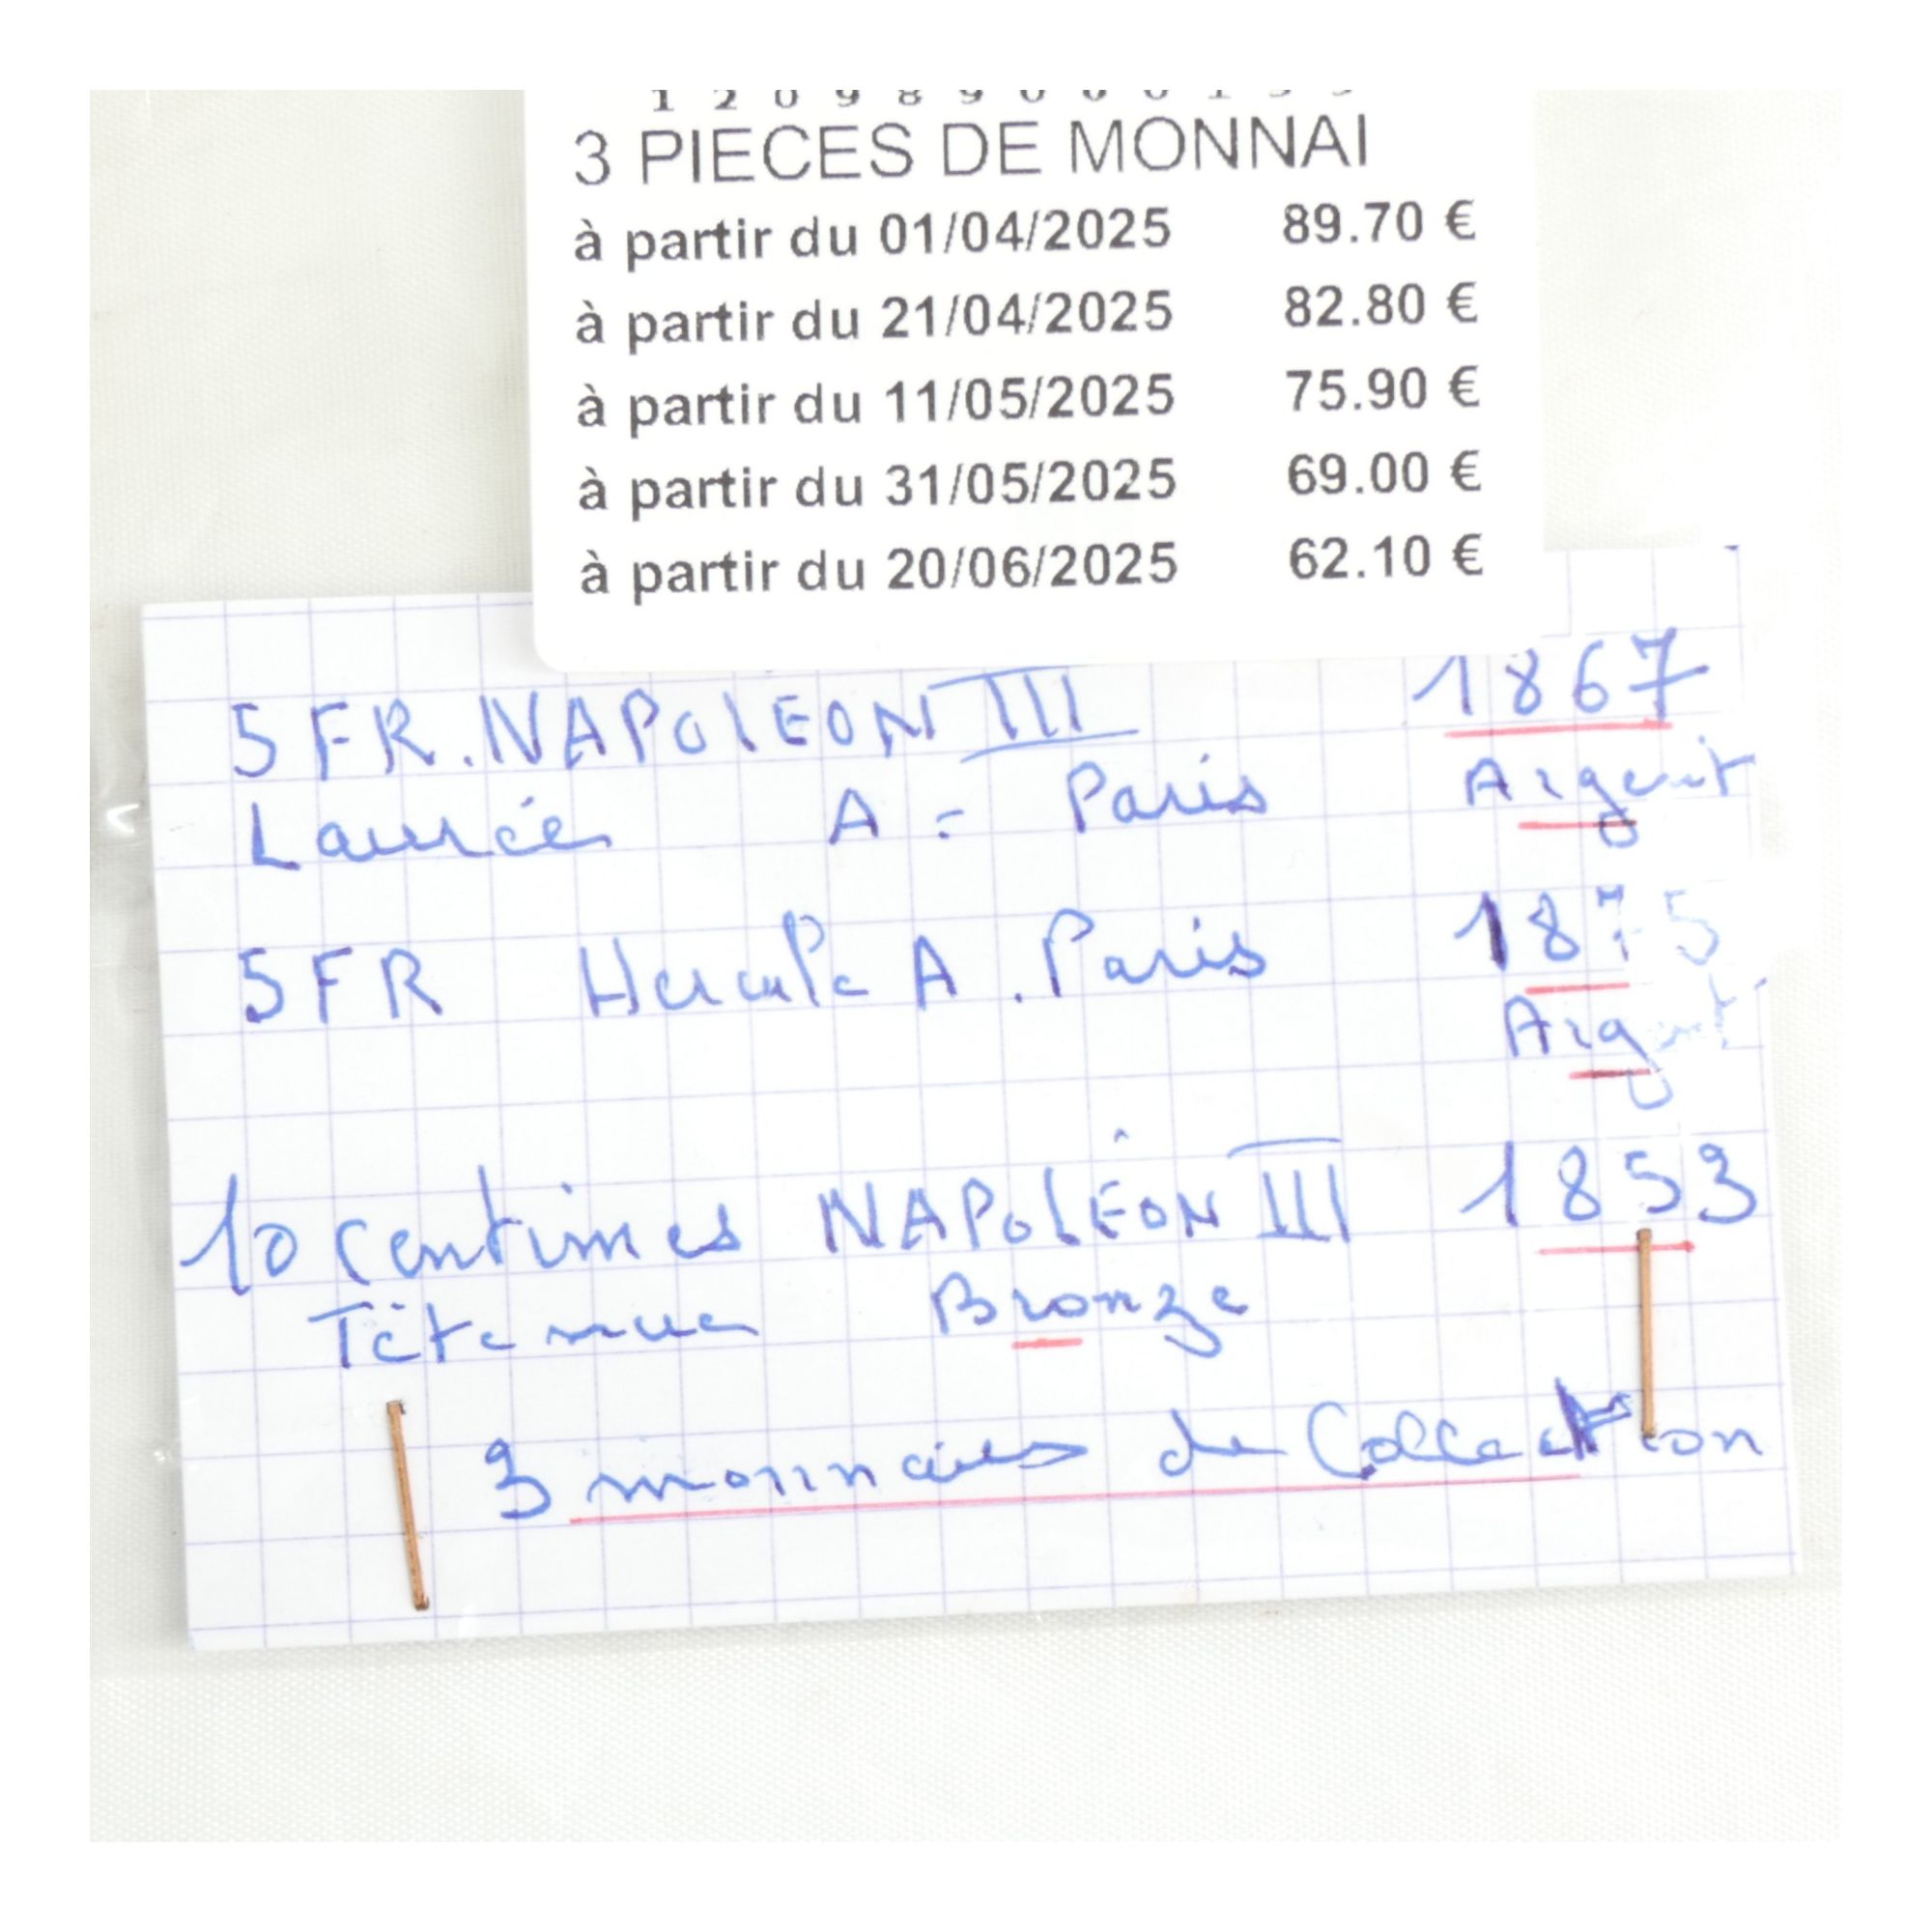 3 PIECES DE MONNAI
à partir du 01/04/2025 89.70 €
à partir du 21/04/2025 82.80 €
à partir du 11/05/2025 75.90 €
à partir du 31/05/2025 69.00 €
à partir du 20/06/2025 62.10 €
5 FR. NAPOLÉON III 1867
Laurée A = Paris Argent
5 FR Hercule A. Paris 1875
Argent
10 centimes NAPOLÉON III 1853
Tête nue Bronze
3 monnaies de Collection